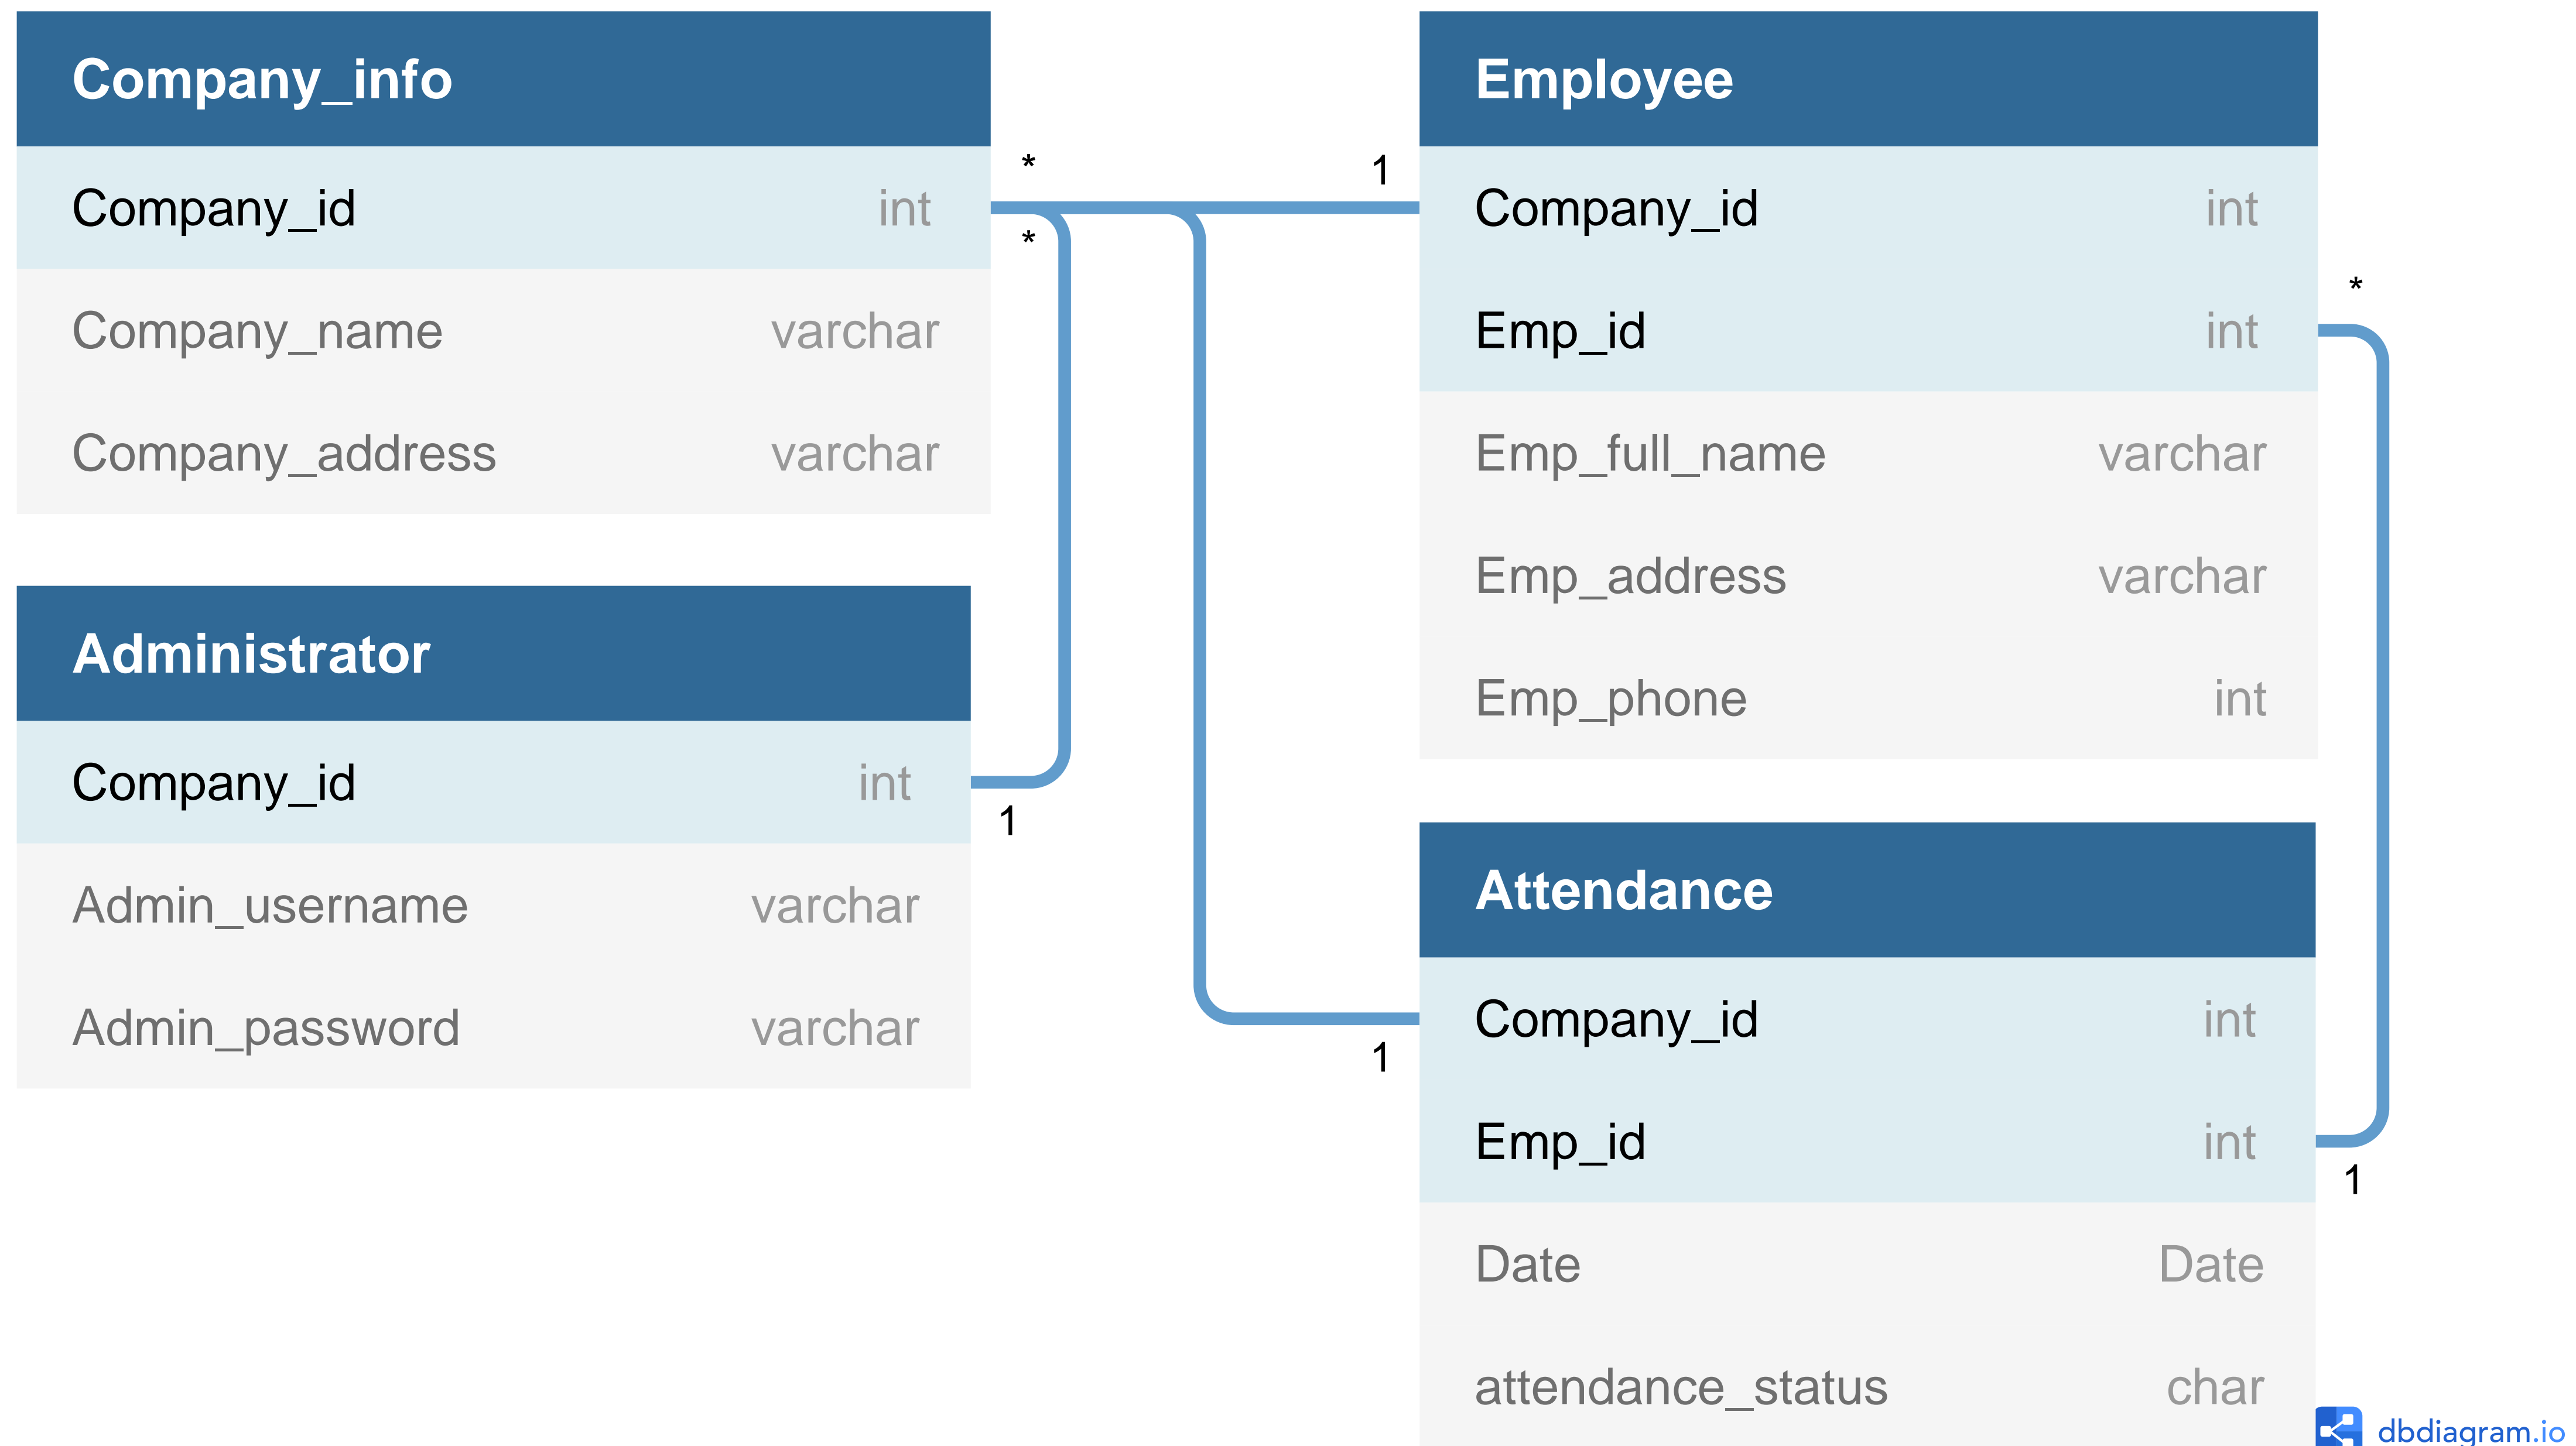 Company_info
Company_id int
Company_name varchar
Company_address varchar
Administrator
Company_id int
Admin_username varchar
Admin_password varchar
Employee
Company_id int
Emp_id int
Emp_full_name varchar
Emp_address varchar
Emp_phone int
Attendance
Company_id int
Emp_id int
Date Date
attendance_status char
*
1
*
1
1
*
1
dbdiagram.io